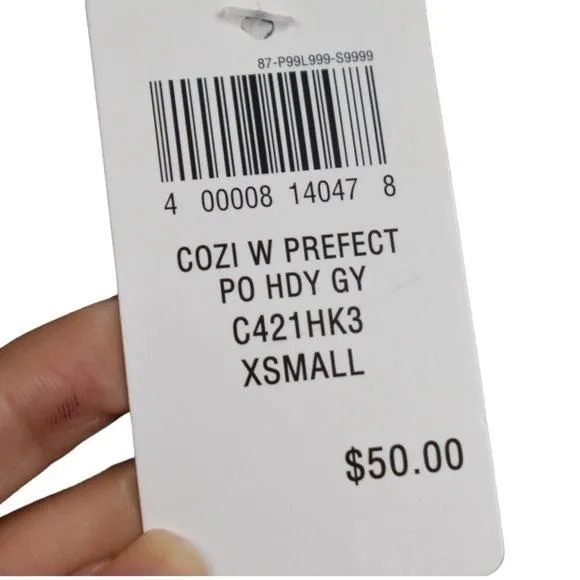 87-P99L999-S9999
4 00008 14047 8
COZI W PREFECT
PO HDY GY
C421HK3
XSMALL
$50.00